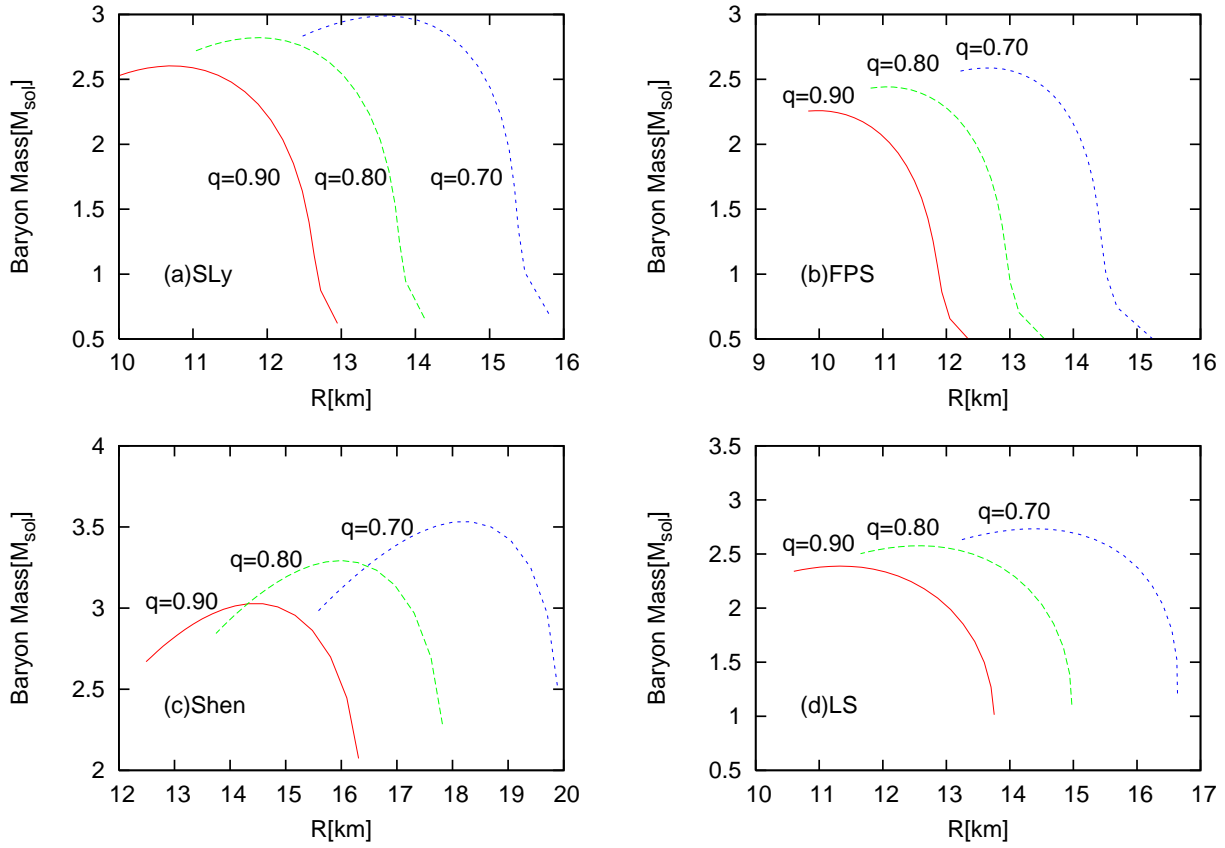 3
2.5
2
1.5
1
0.5
10 11 12 13 14 15 16
Baryon Mass[M_sol]
R[km]
q=0.90 q=0.80 q=0.70
(a)SLy
3
2.5
2
1.5
1
0.5
9 10 11 12 13 14 15 16
Baryon Mass[M_sol]
R[km]
q=0.70
q=0.80
q=0.90
(b)FPS
4
3.5
3
2.5
2
12 13 14 15 16 17 18 19 20
Baryon Mass[M_sol]
R[km]
q=0.70
q=0.80
q=0.90
(c)Shen
3.5
3
2.5
2
1.5
1
0.5
10 11 12 13 14 15 16 17
Baryon Mass[M_sol]
R[km]
q=0.70
q=0.80
q=0.90
(d)LS